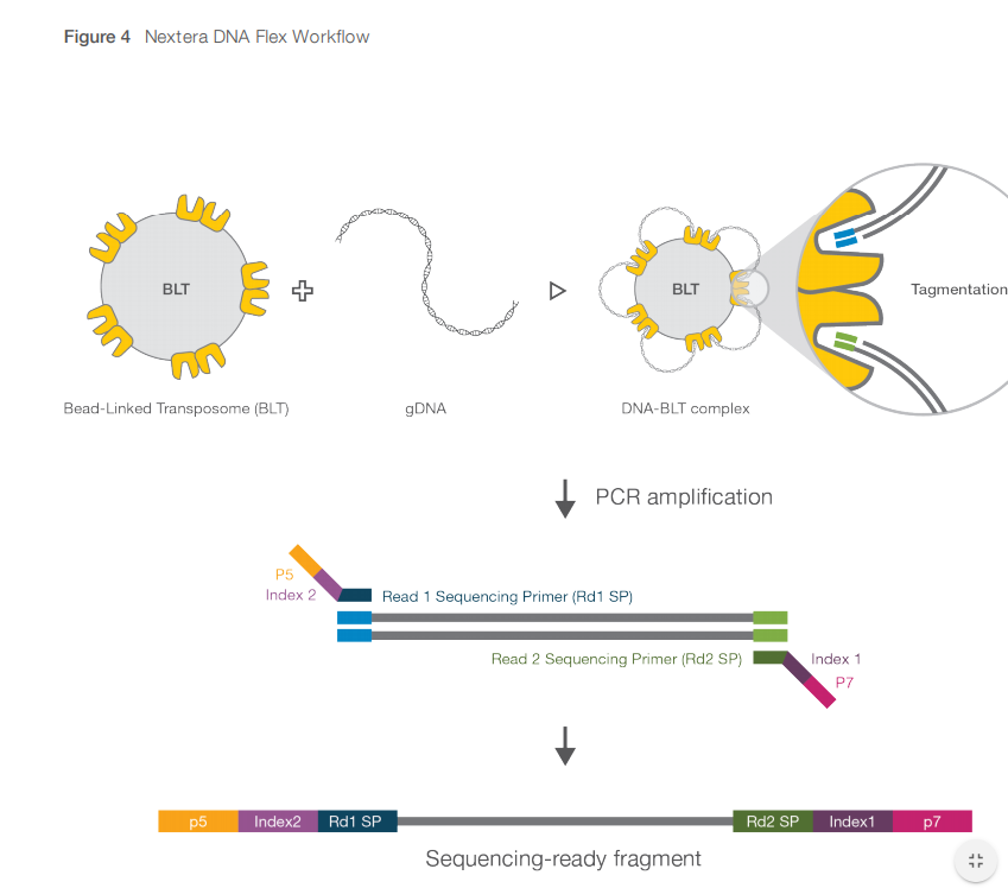 Figure 4 Nextera DNA Flex Workflow
BLT
BLT
Tagmentation
Bead-Linked Transposome (BLT)
gDNA
DNA-BLT complex
PCR amplification
P5
Index 2
Read 1 Sequencing Primer (Rd1 SP)
Read 2 Sequencing Primer (Rd2 SP)
Index 1
P7
p5 Index2 Rd1 SP Rd2 SP Index1 p7
Sequencing-ready fragment